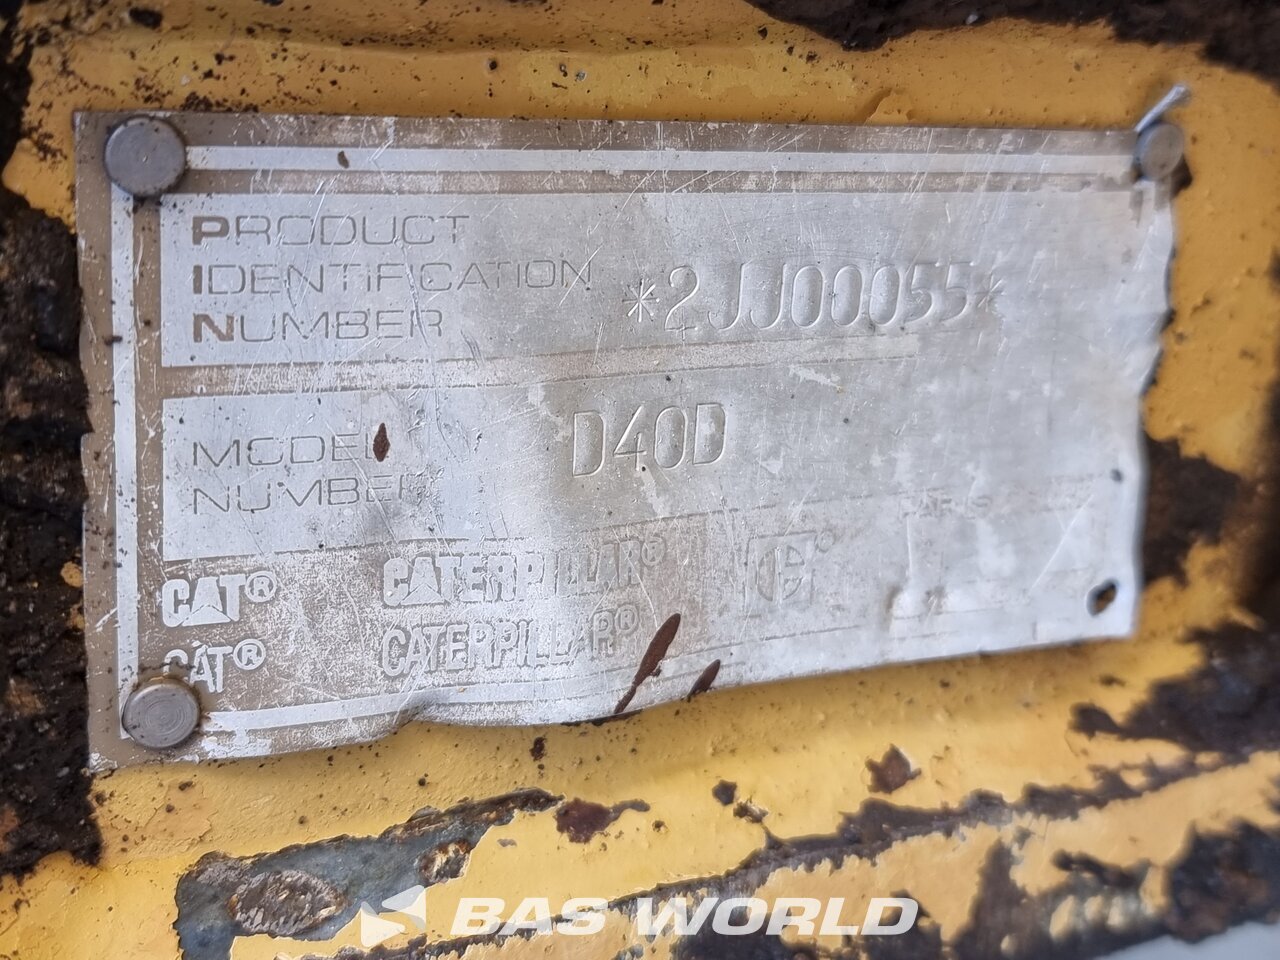 PRODUCT
IDENTIFICATION
NUMBER
*2JJ00055*
MODEL
NUMBER
D40D
CAT® CATERPILLAR®
CAT® CATERPILLAR®
BAS WORLD